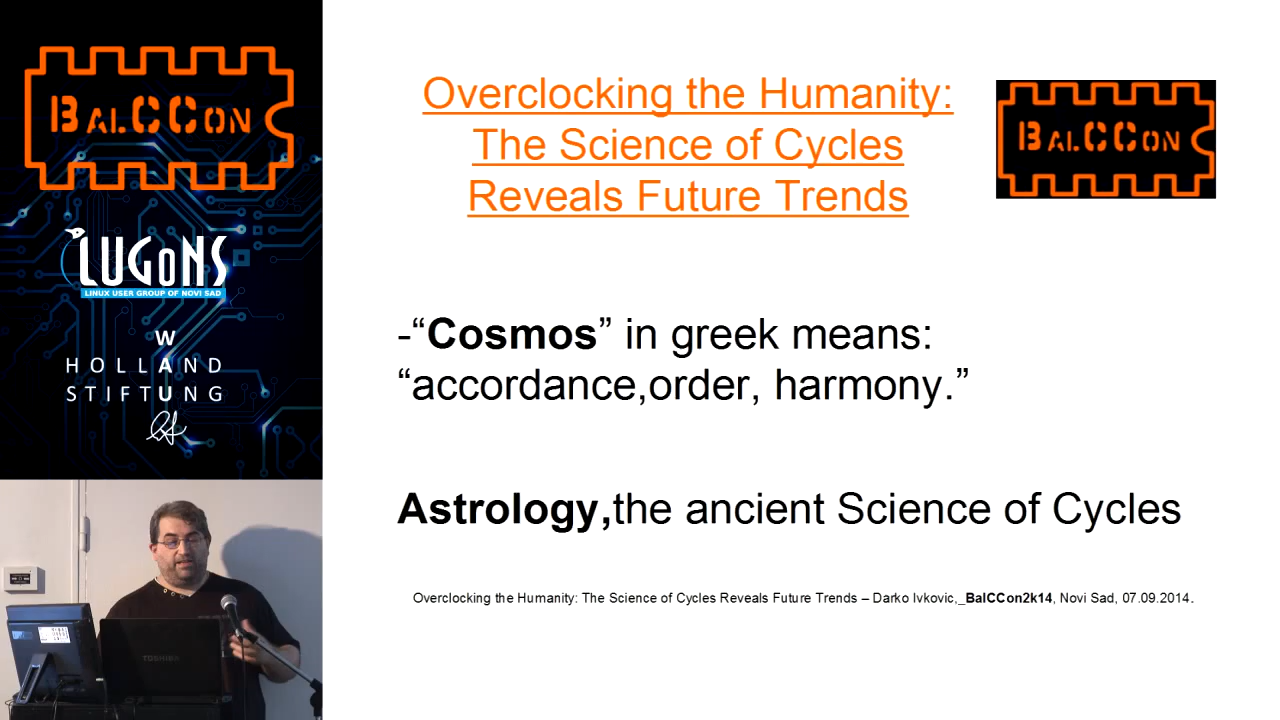 BALCCON
LUGONS
LINUX USER GROUP OF NOVI SAD
W
HOLLAND
STIFTUNG
Overclocking the Humanity:
The Science of Cycles
Reveals Future Trends
BALCCON
-“Cosmos” in greek means:
“accordance,order, harmony.”
Astrology,the ancient Science of Cycles
Overclocking the Humanity: The Science of Cycles Reveals Future Trends – Darko Ivkovic,_BalCCon2k14, Novi Sad, 07.09.2014.
TOSHIBA